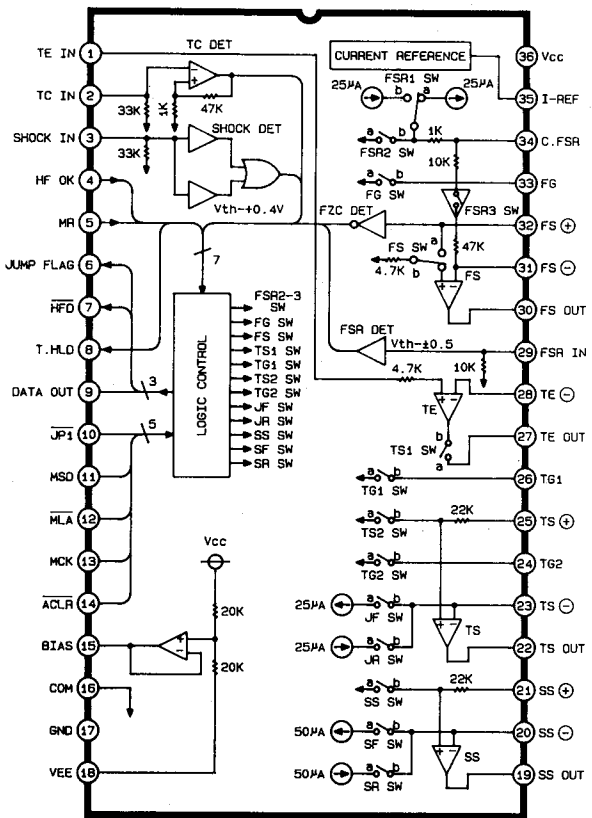 TC DET
TE IN 1
TC IN 2
33K
1K
47K
SHOCK IN 3
33K
SHOCK DET
HF OK 4
MR 5
Vth-+0.4V
7
JUMP FLAG 6
HFD 7
T.HLD 8
DATA OUT 9
3
JP1 10
5
MSD 11
MLA 12
MCK 13
ACLR 14
BIAS 15
COM 16
GND 17
VEE 18
LOGIC CONTROL
FSR2-3
SW
FG SW
FS SW
TS1 SW
TG1 SW
TS2 SW
TG2 SW
JF SW
JR SW
SS SW
SF SW
SR SW
Vcc
20K
20K
+
-
CURRENT REFERENCE
36 Vcc
FSR1 SW
25μA b a 25μA
35 I-REF
a b 1K
34 C.FSR
FSR2 SW
10K
a b
33 FG
FG SW
FSR3 SW
FZC DET
32 FS ⊕
FS SW a
47K
4.7K b
FS
31 FS ⊖
+ -
30 FS OUT
FSR DET
Vth-±0.5
29 FSR IN
4.7K
10K
28 TE ⊖
+ -
TE
TS1 SW b
a
27 TE OUT
a b
26 TG1
TG1 SW
a b
22K
25 TS ⊕
TS2 SW
a b
24 TG2
TG2 SW
25μA a b
23 TS ⊖
JF SW
+ -
TS
25μA a b
22 TS OUT
JR SW
a b
22K
21 SS ⊕
SS SW
50μA a b
20 SS ⊖
SF SW
+ -
SS
50μA a b
19 SS OUT
SR SW